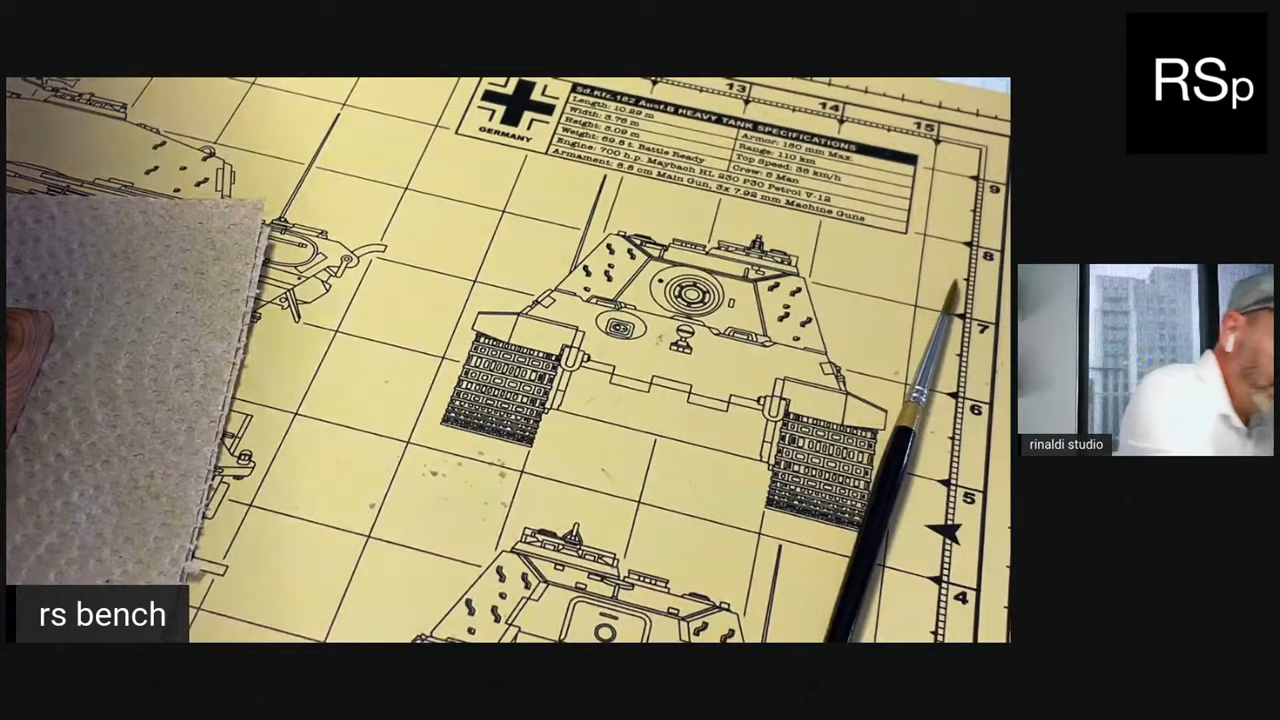 RSp
13
14
15
GERMANY
Sd.Kfz.182 Ausf.B HEAVY TANK SPECIFICATIONS
Length: 10.29 m
Width: 3.76 m
Height: 3.09 m
Weight: 69.8 t. Battle Ready
Engine: 700 h.p. Maybach HL 230 P30 Petrol V-12
Armament: 8.8 cm Main Gun, 3x 7.92 mm Machine Guns
Armor: 180 mm Max.
Range: 110 km
Top Speed: 38 km/h
Crew: 5 Man
9
8
7
6
5
4
rinaldi studio
rs bench